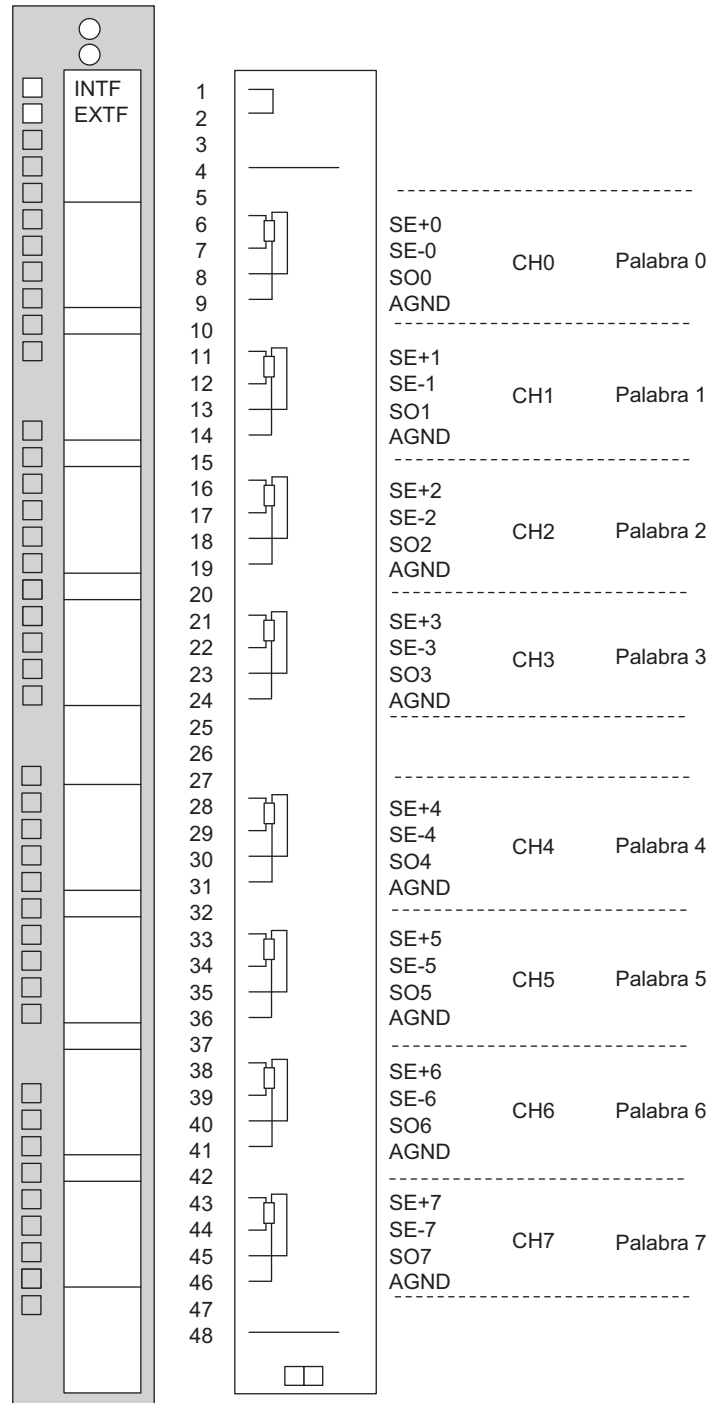 INTF
EXTF
1
2
3
4
5
6 SE+0
7 SE-0 CH0 Palabra 0
8 SO0
9 AGND
10
11 SE+1
12 SE-1 CH1 Palabra 1
13 SO1
14 AGND
15
16 SE+2
17 SE-2 CH2 Palabra 2
18 SO2
19 AGND
20
21 SE+3
22 SE-3 CH3 Palabra 3
23 SO3
24 AGND
25
26
27
28 SE+4
29 SE-4 CH4 Palabra 4
30 SO4
31 AGND
32
33 SE+5
34 SE-5 CH5 Palabra 5
35 SO5
36 AGND
37
38 SE+6
39 SE-6 CH6 Palabra 6
40 SO6
41 AGND
42
43 SE+7
44 SE-7 CH7 Palabra 7
45 SO7
46 AGND
47
48